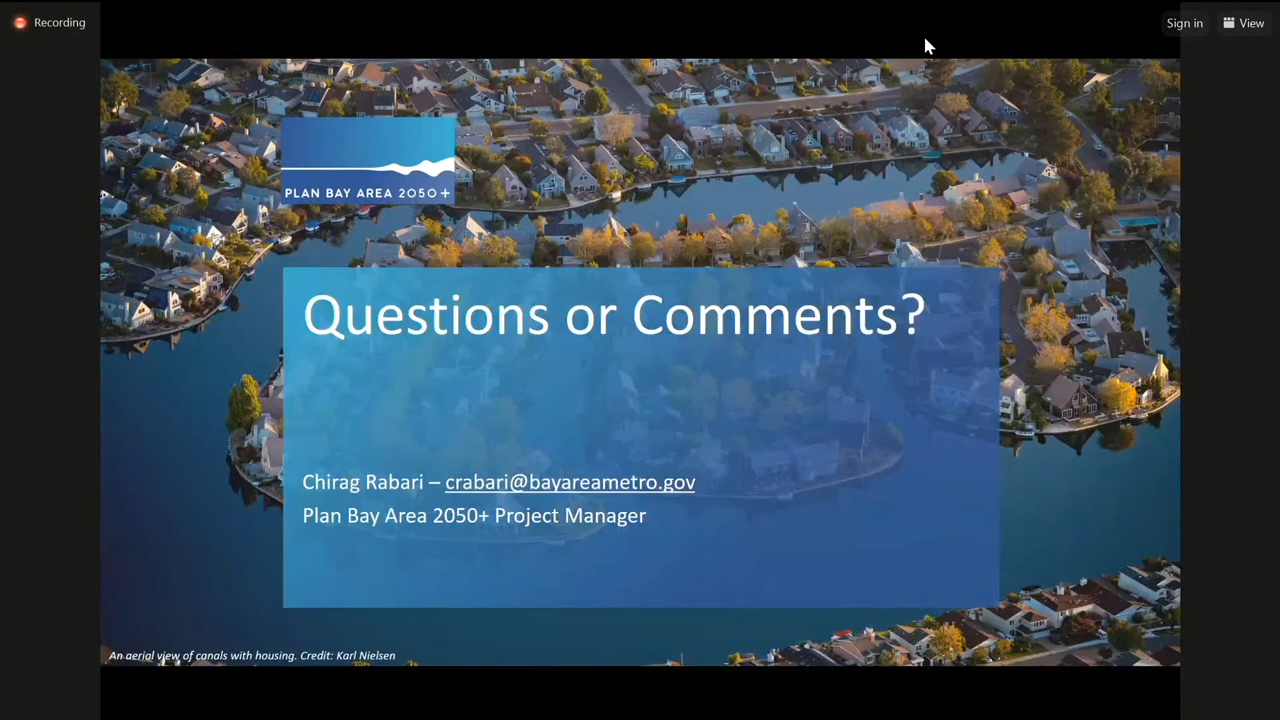 Recording
Sign in
View
PLAN BAY AREA 2050+
Questions or Comments?
Chirag Rabari – crabari@bayareametro.gov
Plan Bay Area 2050+ Project Manager
An aerial view of canals with housing. Credit: Karl Nielsen